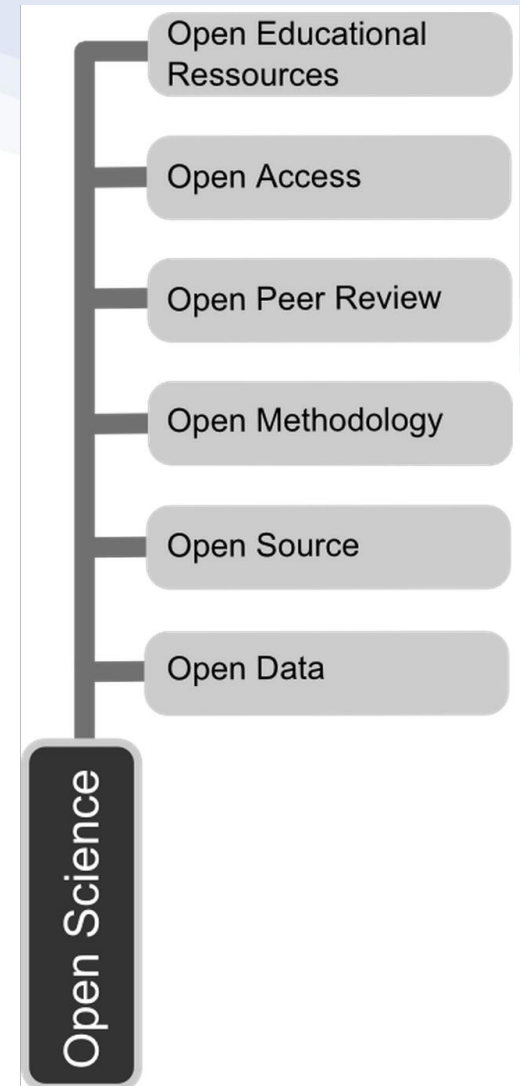 Open Educational
Ressources
Open Access
Open Peer Review
Open Methodology
Open Source
Open Data
Open Science